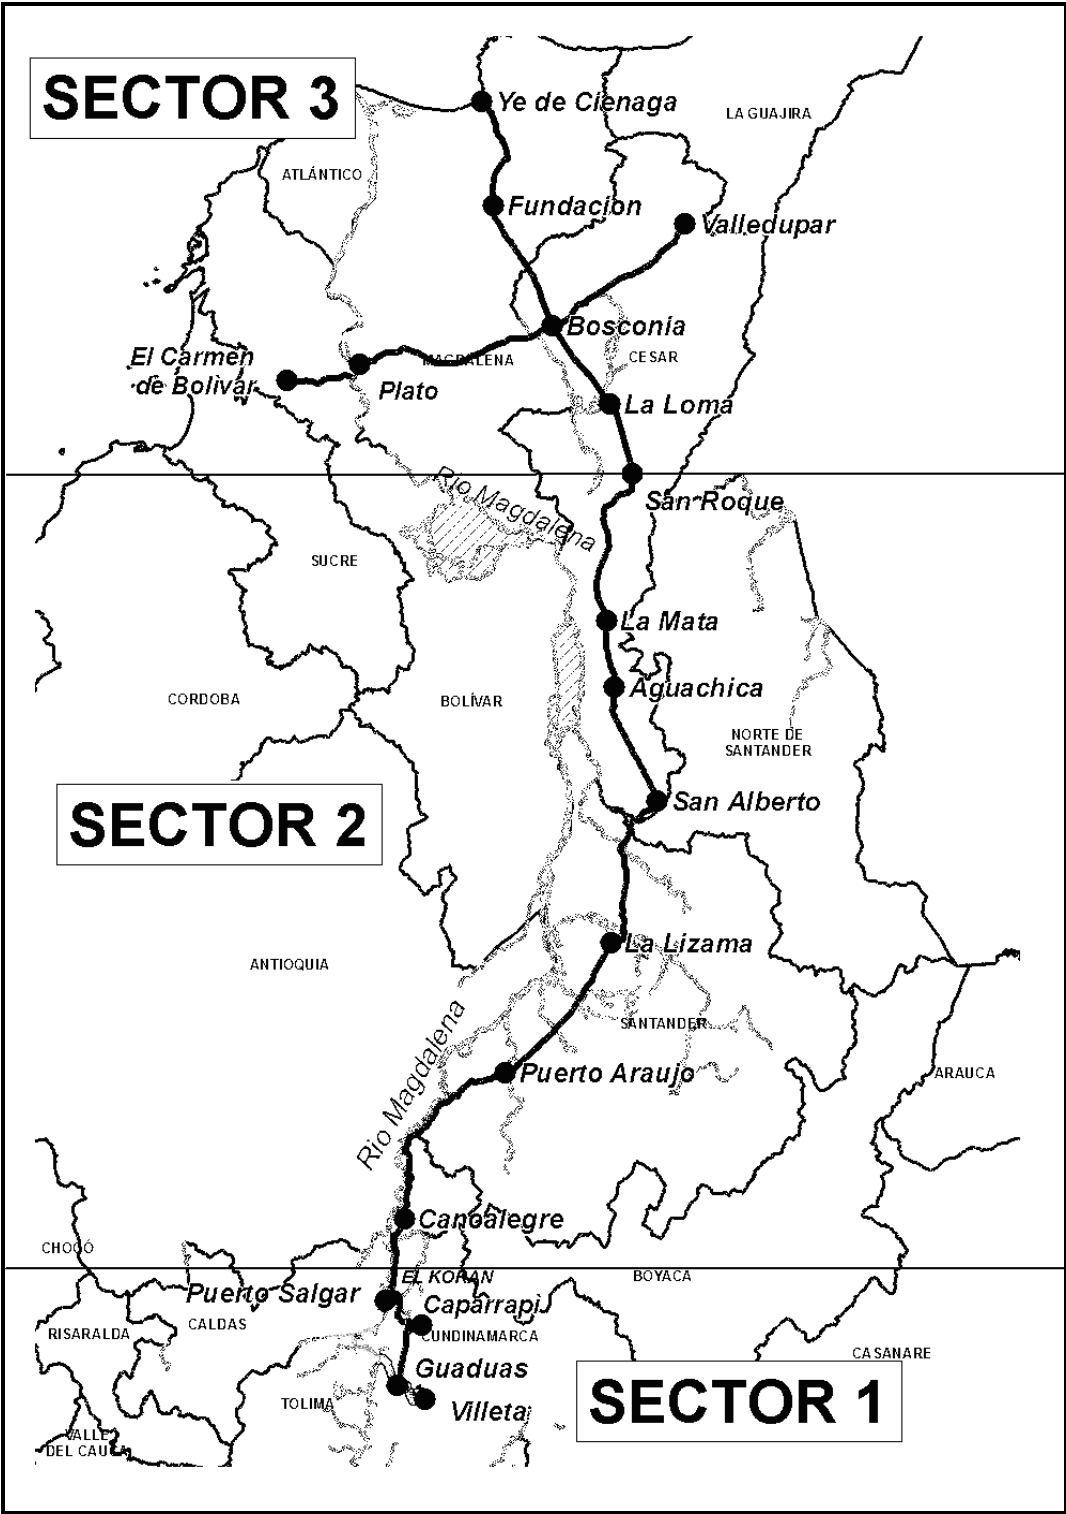 SECTOR 3
Ye de Cienaga
LA GUAJIRA
ATLÁNTICO
Fundacion
Valledupar
Bosconia
El Carmen
de Bolivar
MAGDALENA
CESAR
Plato
La Loma
Rio Magdalena
San Roque
SUCRE
La Mata
Aguachica
CORDOBA
BOLÍVAR
NORTE DE
SANTANDER
SECTOR 2
San Alberto
La Lizama
ANTIOQUIA
SANTANDER
Rio Magdalena
Puerto Araujo
ARAUCA
Canoalegre
CHOCÓ
EL KORAN
BOYACA
Puerto Salgar
Caparrapi
CALDAS
RISARALDA
CUNDINAMARCA
CASANARE
Guaduas
TOLIMA
Villeta
SECTOR 1
VALLE
DEL CAUCA